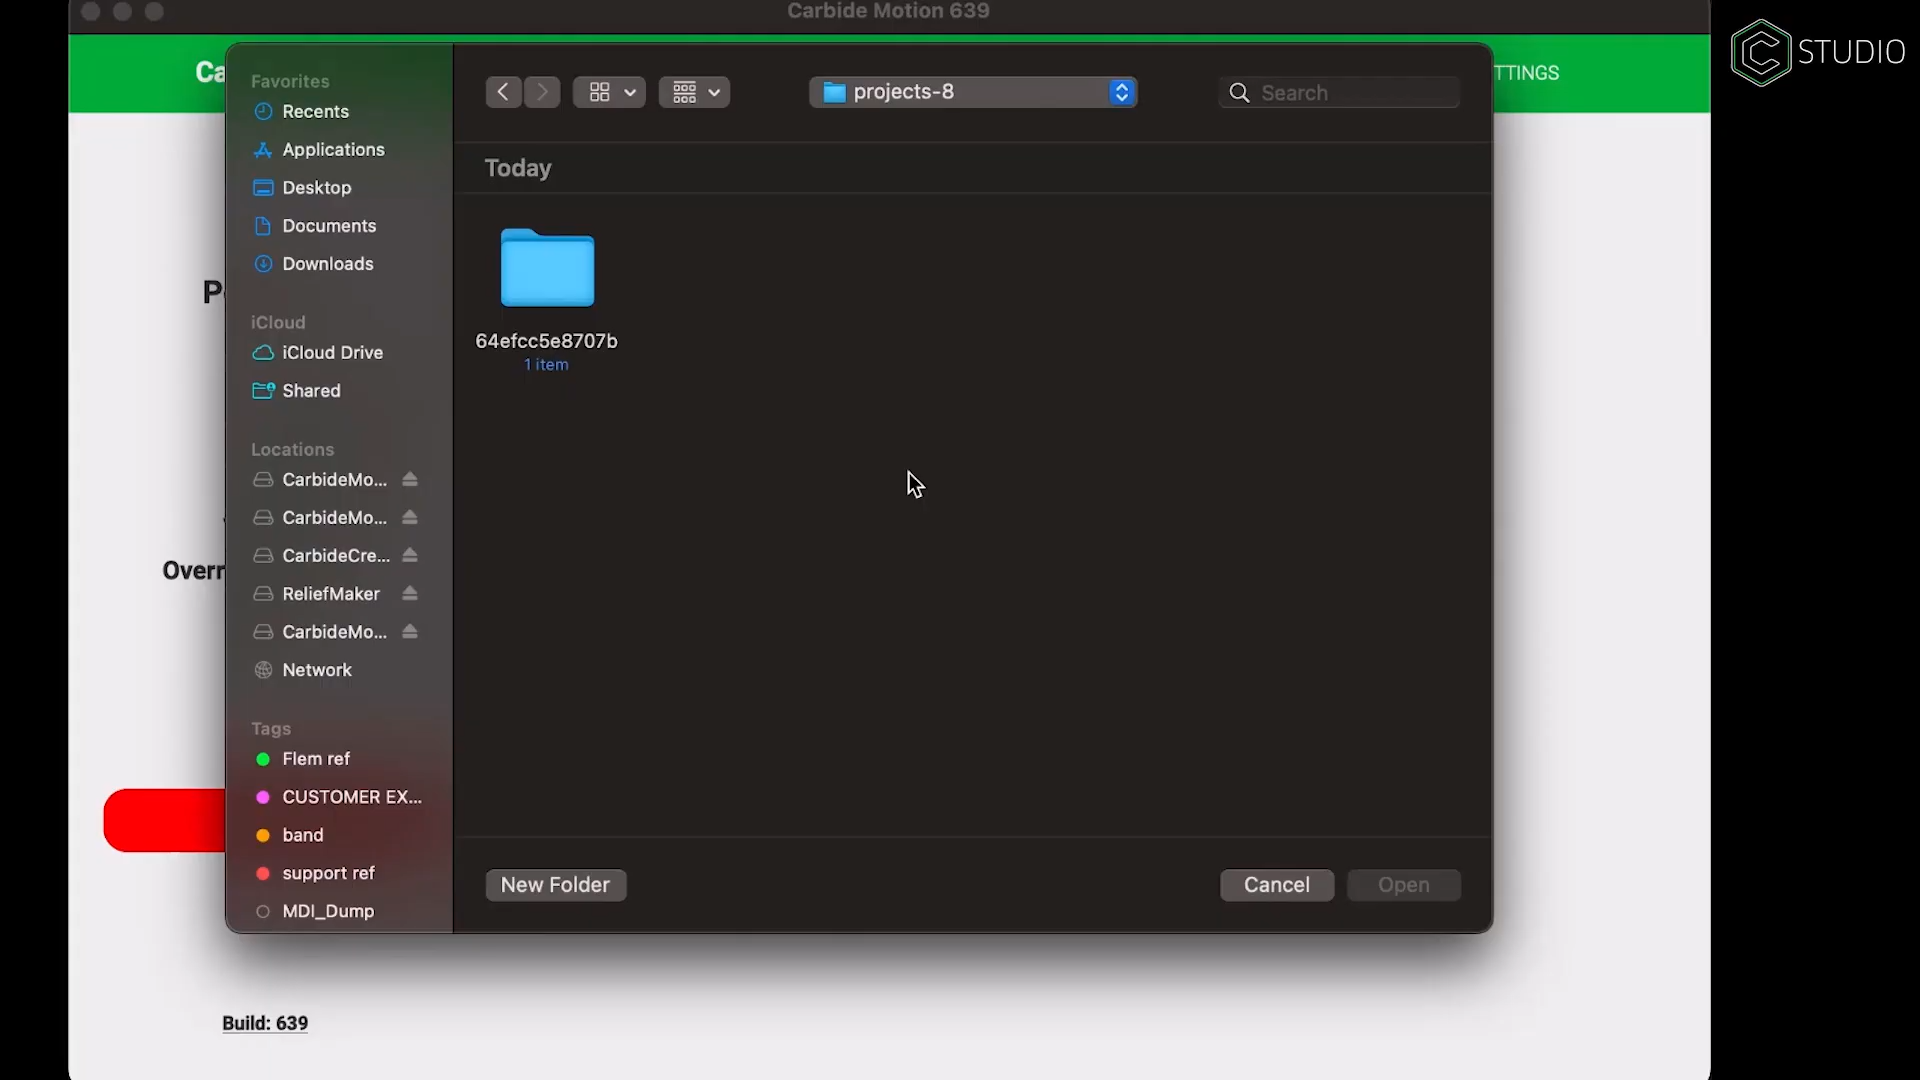 Carbide Motion 639
STUDIO
Ca
TTINGS
Favorites
Recents
Applications
Desktop
Documents
Downloads
iCloud
iCloud Drive
Shared
Locations
CarbideMo...
CarbideMo...
CarbideCre...
ReliefMaker
CarbideMo...
Network
Tags
Flem ref
CUSTOMER EX...
band
support ref
MDI_Dump
projects-8
Search
Today
64efcc5e8707b
1 item
New Folder
Cancel
Open
P
Overr
Build: 639